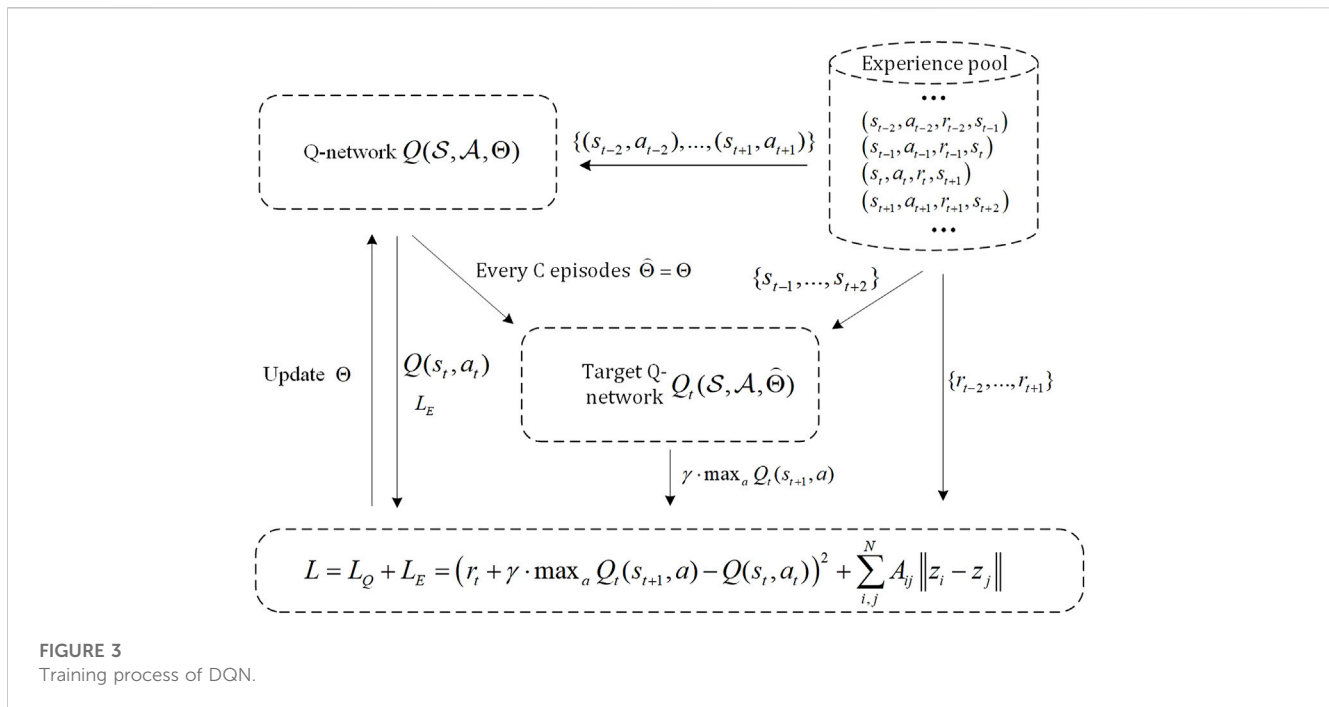 Experience pool
•••
(s_{t-2}, a_{t-2}, r_{t-2}, s_{t-1})
(s_{t-1}, a_{t-1}, r_{t-1}, s_t)
(s_t, a_t, r_t, s_{t+1})
(s_{t+1}, a_{t+1}, r_{t+1}, s_{t+2})
•••
{(s_{t-2}, a_{t-2}),...,(s_{t+1}, a_{t+1})}
Q-network Q(𝒮, 𝒜, Θ)
Every C episodes Θ̂ = Θ
{s_{t-1},...,s_{t+2}}
Update Θ
Q(s_t, a_t)
L_E
Target Q-
network Q_t(𝒮, 𝒜, Θ̂)
{r_{t-2},...,r_{t+1}}
γ · max_a Q_t(s_{t+1}, a)
L = L_Q + L_E = (r_t + γ · max_a Q_t(s_{t+1}, a) − Q(s_t, a_t))² + ∑_{i,j}^{N} A_{ij} ‖z_i − z_j‖
FIGURE 3
Training process of DQN.